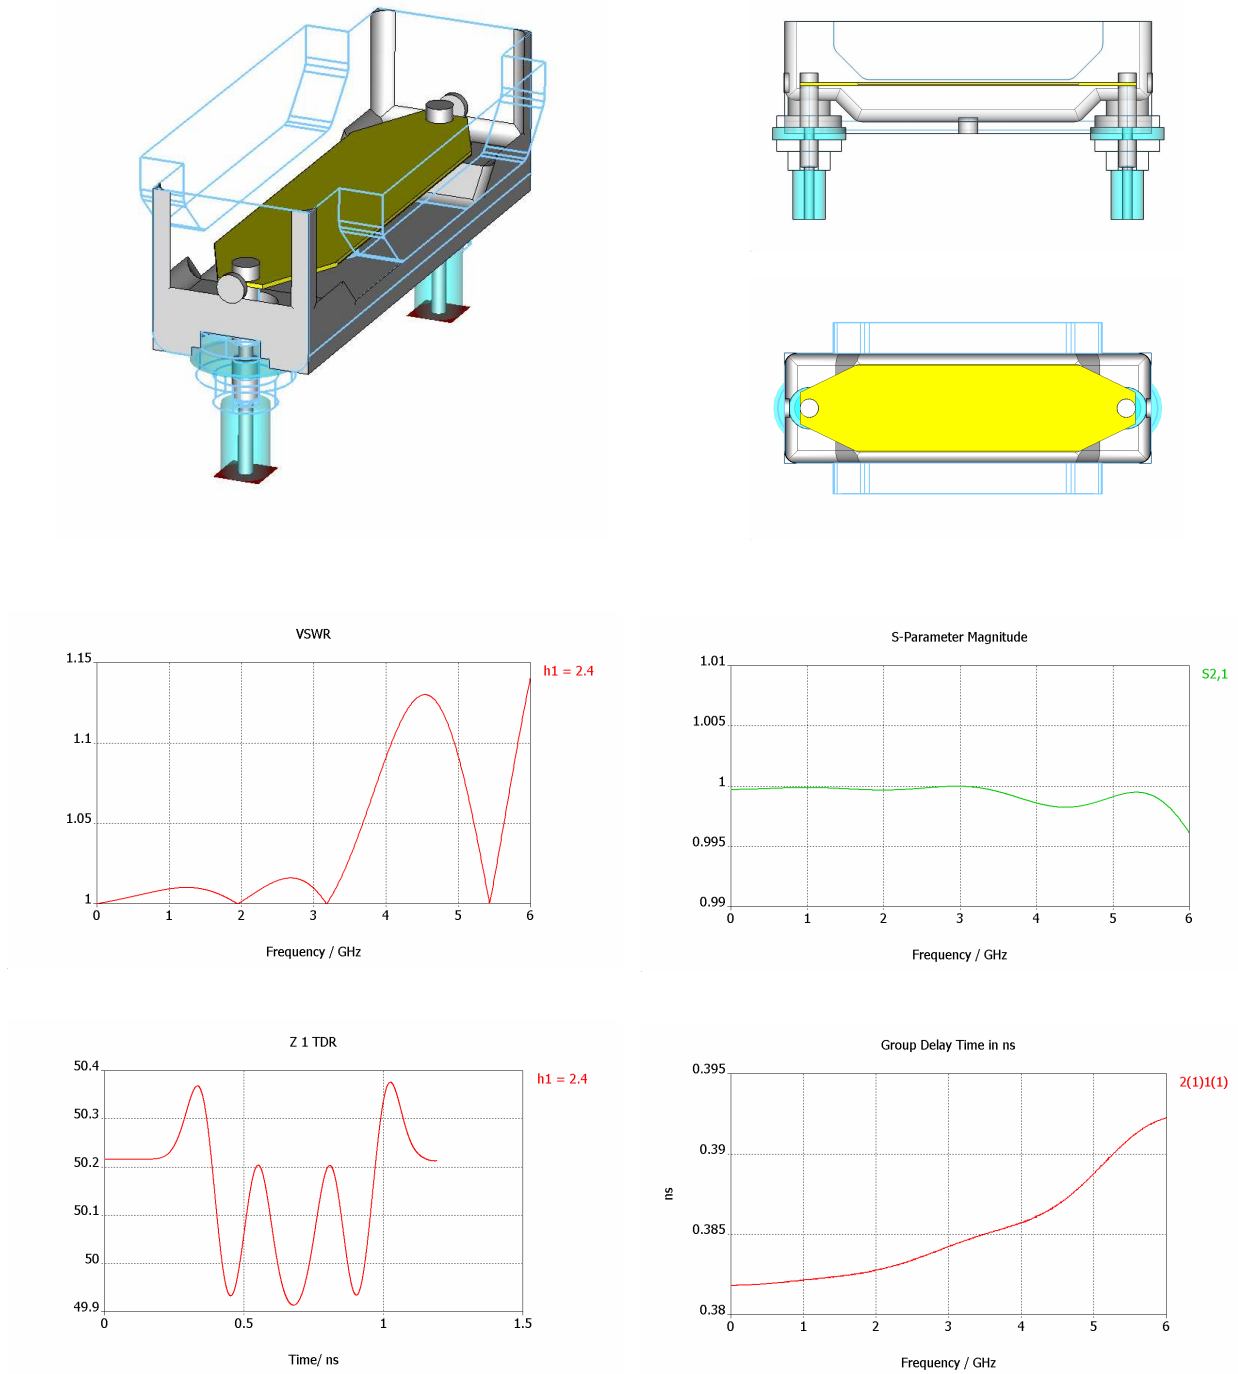 VSWR
1.15
1.1
1.05
1
0 1 2 3 4 5 6
Frequency / GHz
h1 = 2.4
S-Parameter Magnitude
1.01
1.005
1
0.995
0.99
0 1 2 3 4 5 6
Frequency / GHz
S2,1
Z 1 TDR
50.4
50.3
50.2
50.1
50
49.9
0 0.5 1 1.5
Time/ ns
h1 = 2.4
Group Delay Time in ns
0.395
0.39
0.385
0.38
ns
0 1 2 3 4 5 6
Frequency / GHz
2(1)1(1)